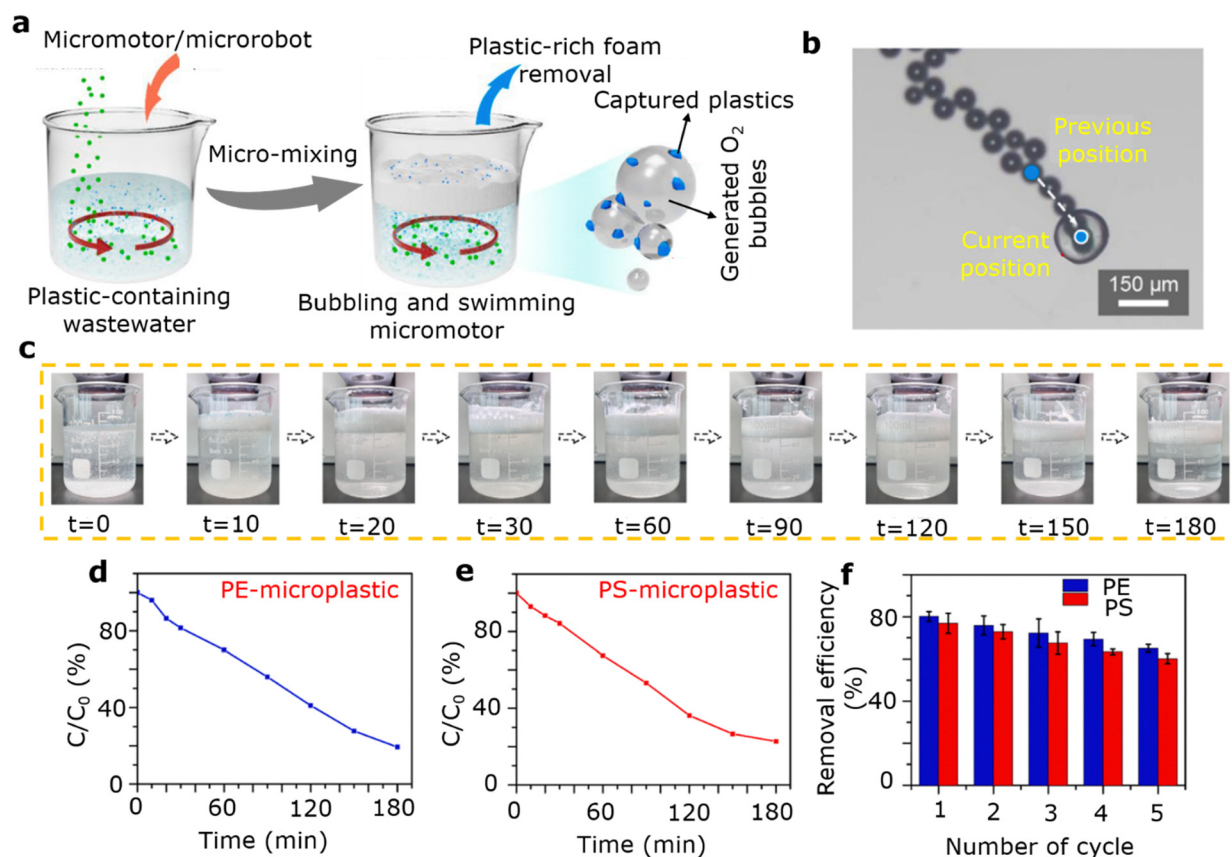 a
Micromotor/microrobot
Plastic-rich foam
removal
Captured plastics
Micro-mixing
Generated O₂
bubbles
Plastic-containing
wastewater
Bubbling and swimming
micromotor
b
Previous
position
Current
position
150 µm
c
t=0
t=10
t=20
t=30
t=60
t=90
t=120
t=150
t=180
d
PE-microplastic
C/C₀ (%)
80
40
0
0
60
120
180
Time (min)
e
PS-microplastic
C/C₀ (%)
80
40
0
0
60
120
180
Time (min)
f
PE
PS
Removal efficiency
(%)
80
40
0
1
2
3
4
5
Number of cycle